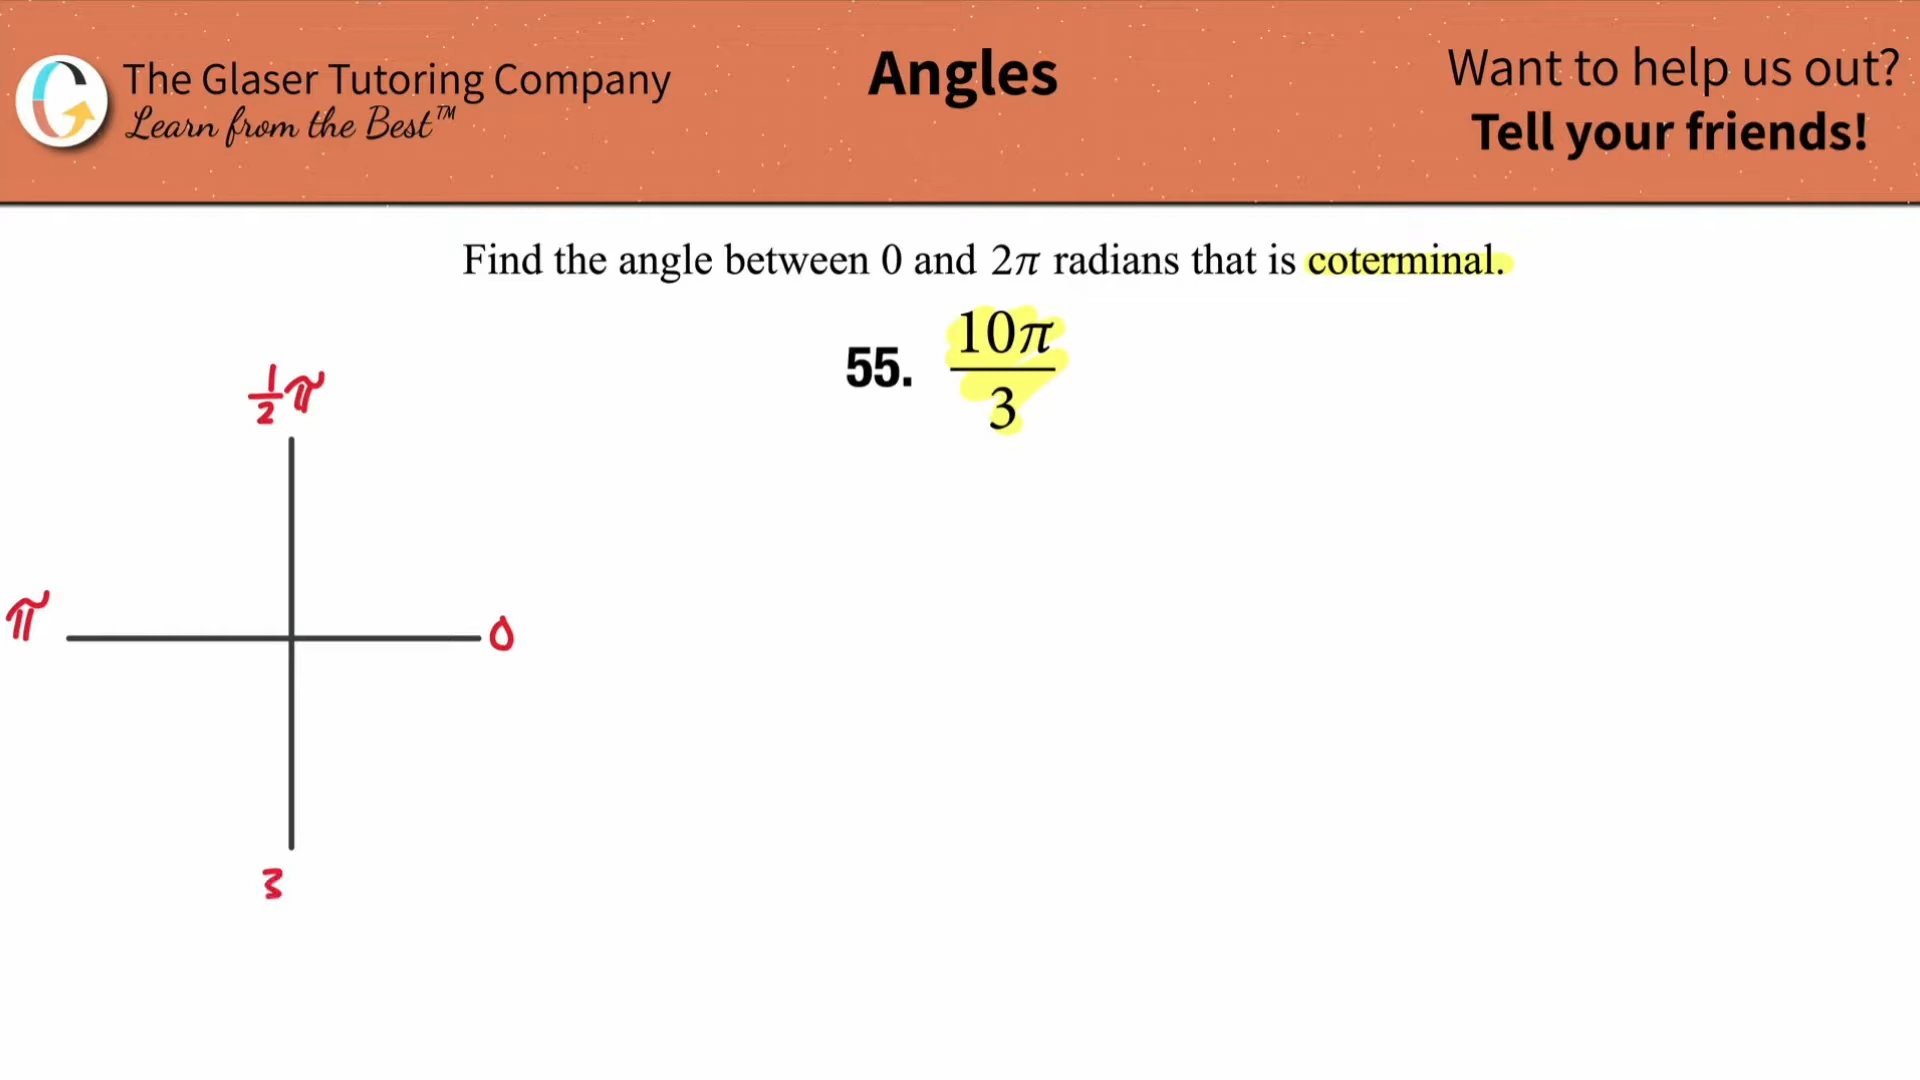 The Glaser Tutoring Company
Learn from the Best™
Angles
Want to help us out?
Tell your friends!
Find the angle between 0 and 2π radians that is coterminal.
55. 10π/3
1/2 π
π
0
3